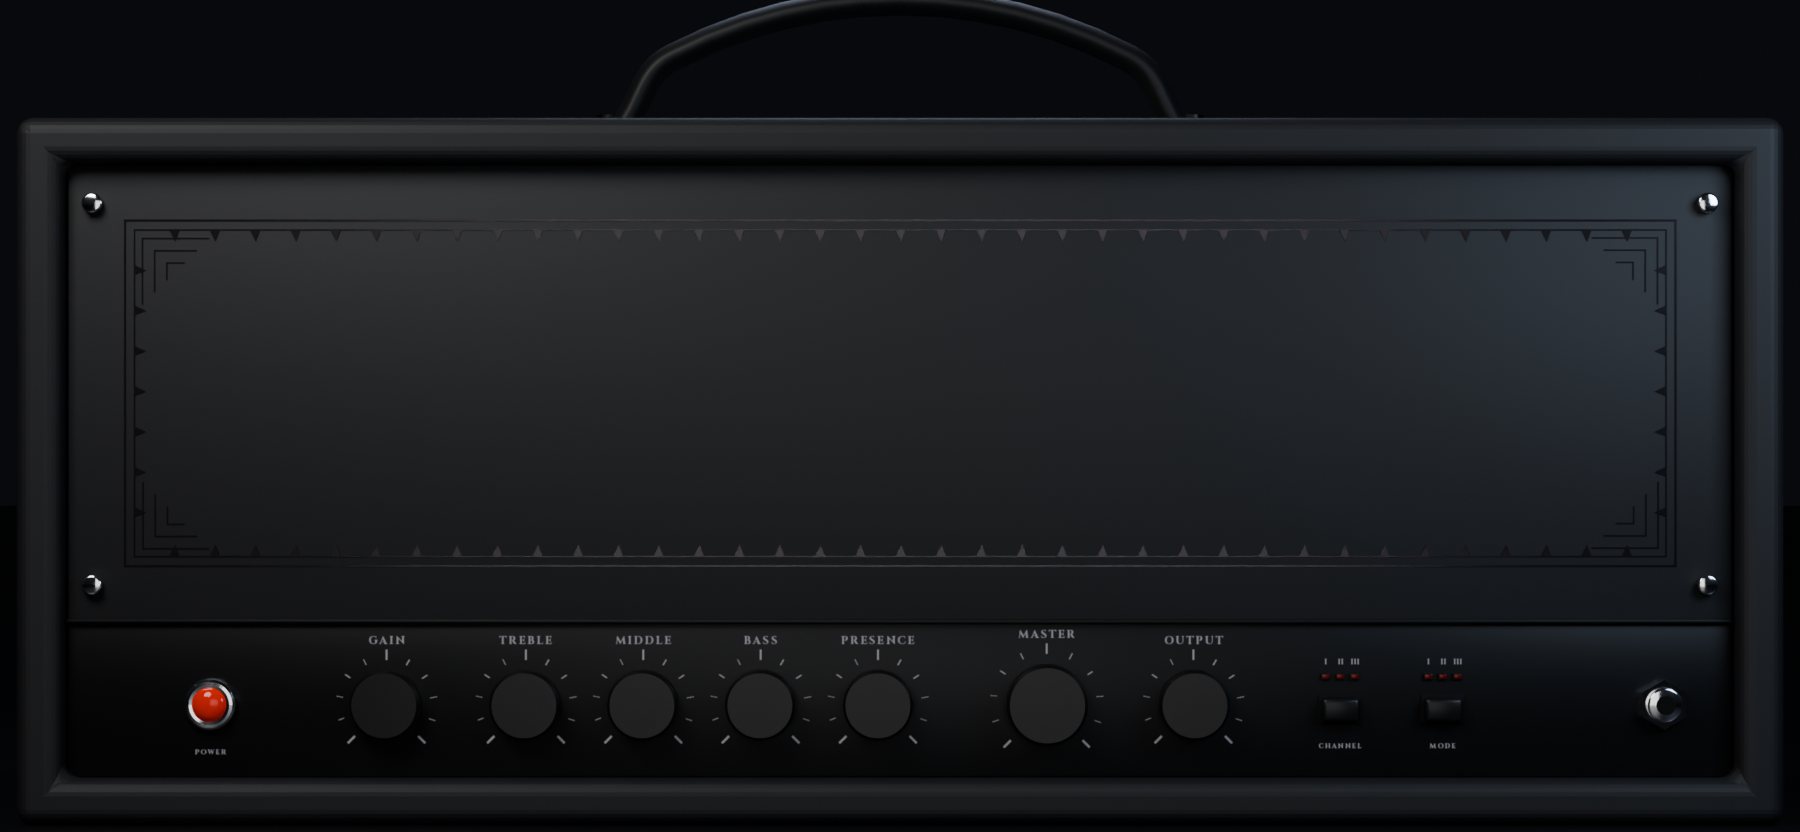 GAIN
TREBLE
MIDDLE
BASS
PRESENCE
MASTER
OUTPUT
I II III
I II III
POWER
CHANNEL
MODE